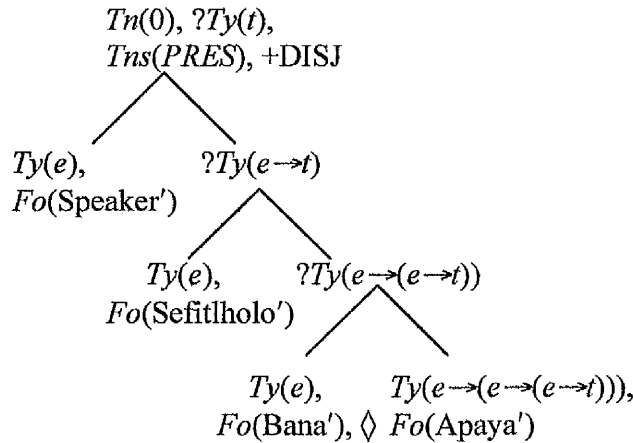 Tn(0), ?Ty(t),
Tns(PRES), +DISJ
Ty(e), ?Ty(e→t)
Fo(Speaker′)
Ty(e), ?Ty(e→(e→t))
Fo(Sefitlholo′)
Ty(e), Ty(e→(e→(e→t))),
Fo(Bana′), ◊ Fo(Apaya′)